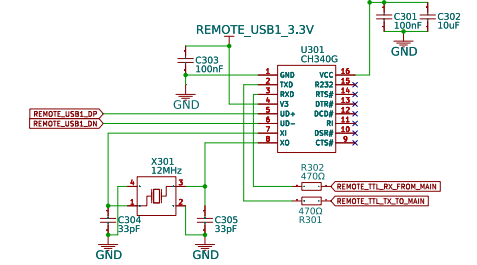 C301
100nF
C302
10uF
GND
REMOTE_USB1_3.3V
C303
100nF
GND
U301
CH340G
1 GND VCC 16
2 TXD R232 15
3 RXD RTS# 14
4 V3 DTR# 13
5 UD+ DCD# 12
6 UD- RI 11
7 XI DSR# 10
8 XO CTS# 9
REMOTE_USB1_DP
REMOTE_USB1_DN
X301
12MHz
4 3
1 2
R302
470Ω
REMOTE_TTL_RX_FROM_MAIN
REMOTE_TTL_TX_TO_MAIN
470Ω
R301
C304
33pF
GND
C305
33pF
GND